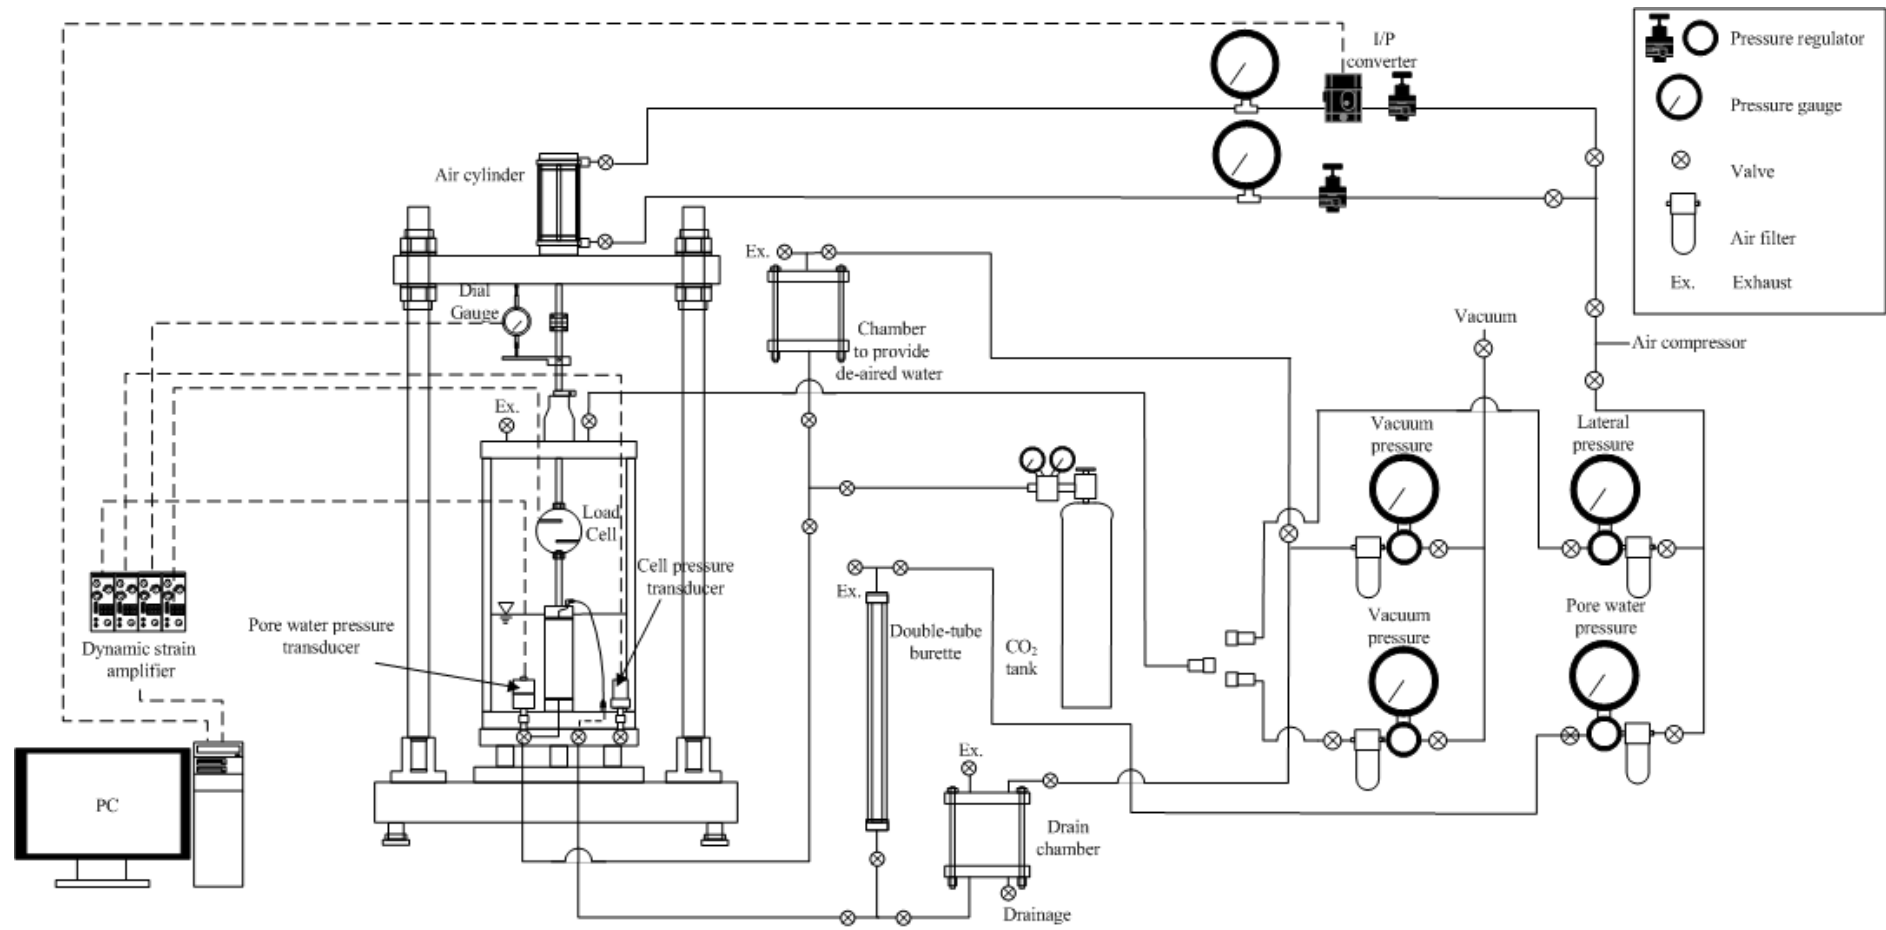 I/P
converter
Pressure regulator
Pressure gauge
Valve
Air filter
Ex. Exhaust
Air cylinder
Dial
Gauge
Ex.
Chamber
to provide
de-aired water
Vacuum
Air compressor
Ex.
Vacuum
pressure
Lateral
pressure
Load
Cell
Cell pressure
transducer
Ex.
Pore water pressure
transducer
Double-tube
burette
CO₂
tank
Vacuum
pressure
Pore water
pressure
Dynamic strain
amplifier
PC
Ex.
Drain
chamber
Drainage